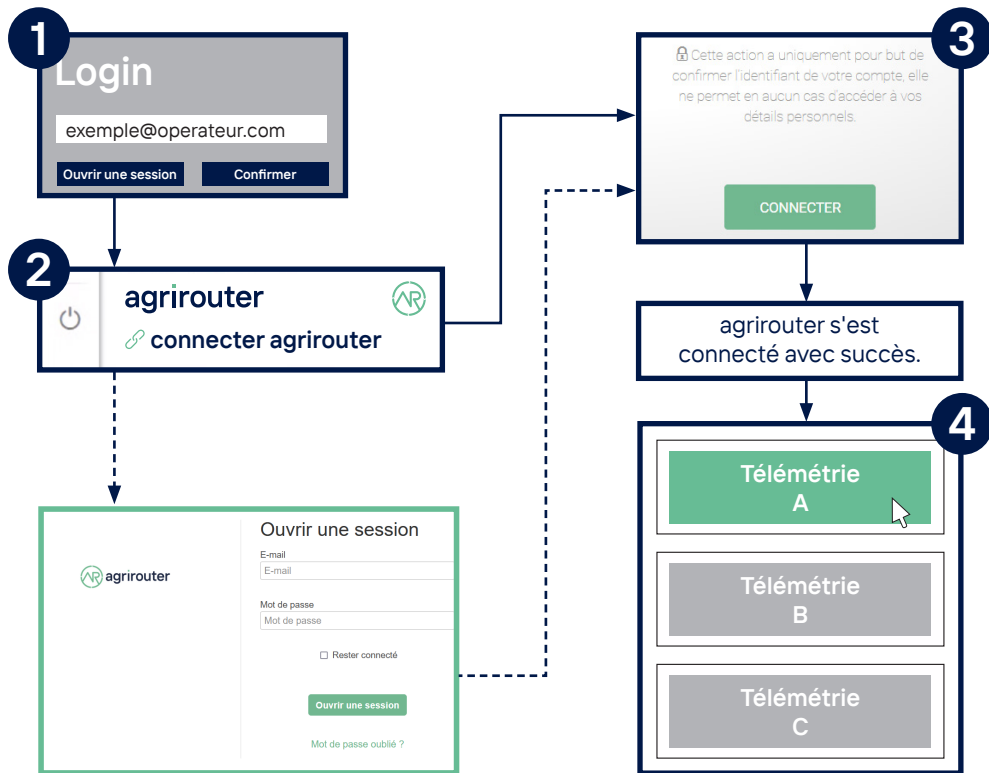 1
Login
exemple@operateur.com
Ouvrir une session
Confirmer
2
agrirouter
AR
connecter agrirouter
AR agrirouter
Ouvrir une session
E-mail
E-mail
Mot de passe
Mot de passe
Rester connecté
Ouvrir une session
Mot de passe oublié ?
3
Cette action a uniquement pour but de
confirmer l'identifiant de votre compte, elle
ne permet en aucun cas d'accéder à vos
détails personnels.
CONNECTER
agrirouter s'est
connecté avec succès.
4
Télémétrie
A
Télémétrie
B
Télémétrie
C